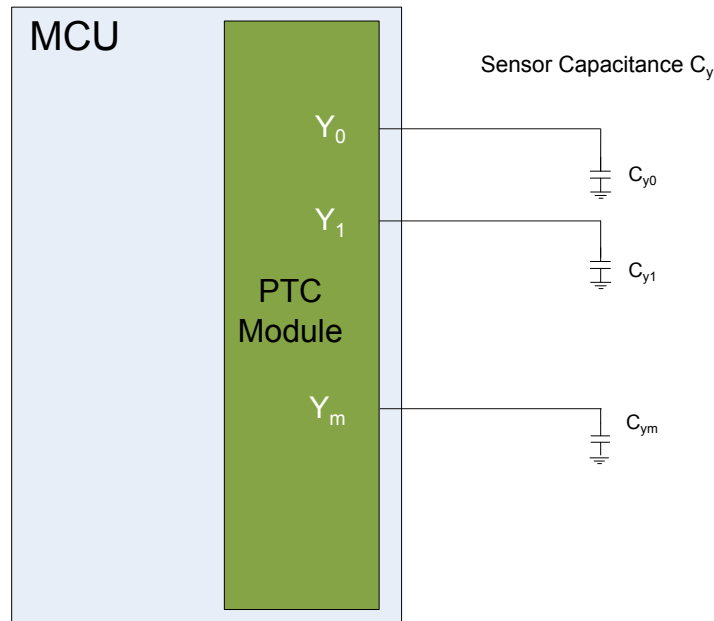 MCU
Sensor Capacitance Cy
Y0
Cy0
Y1
Cy1
PTC
Module
Ym
Cym